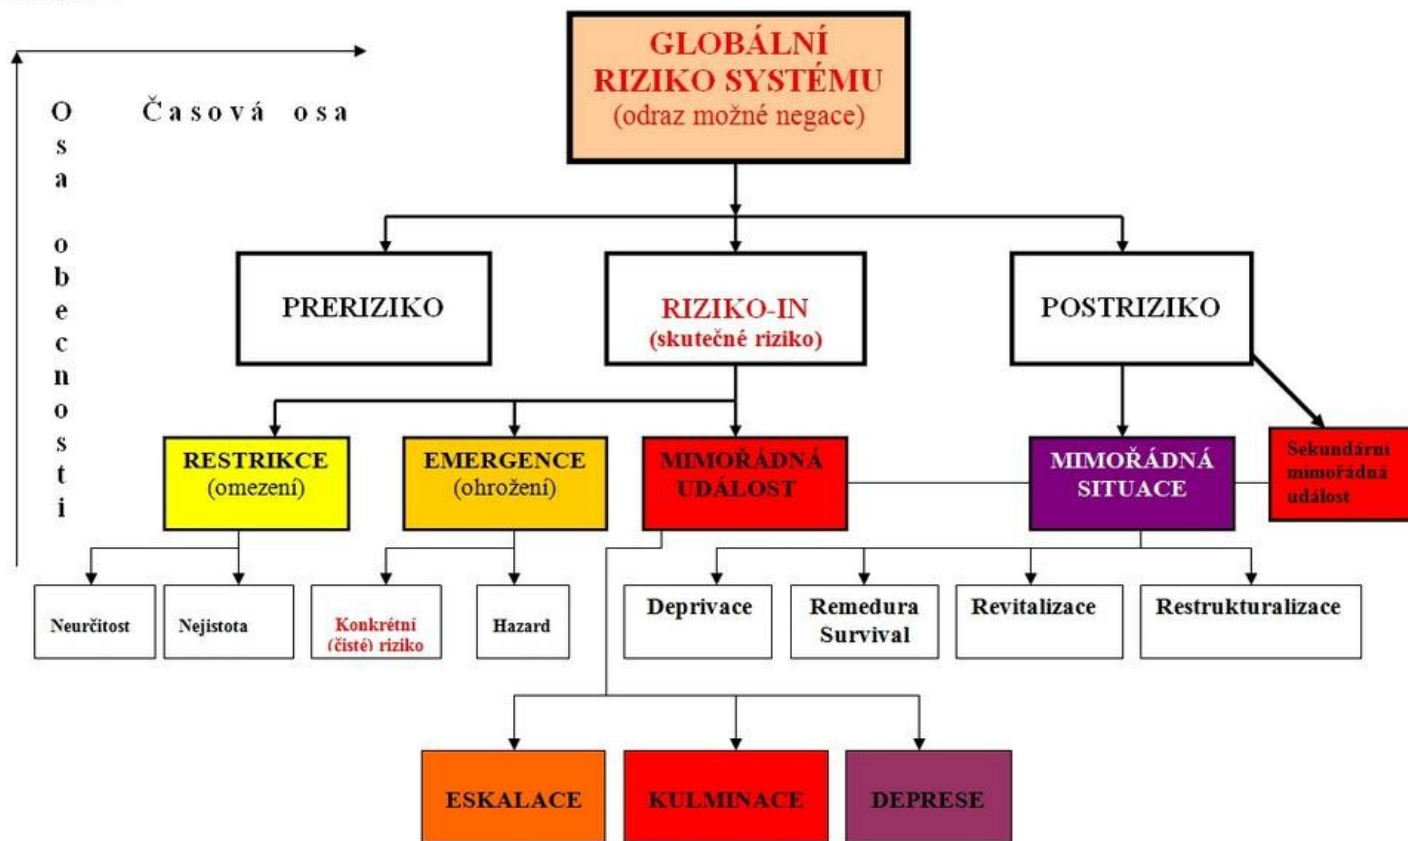 GLOBÁLNÍ
RIZIKO SYSTÉMU
(odraz možné negace)
Časová osa
Osa obecnosti
PRERIZIKO
RIZIKO-IN
(skutečné riziko)
POSTRIZIKO
RESTRIKCE
(omezení)
EMERGENCE
(ohrožení)
MIMOŘÁDNÁ
UDÁLOST
MIMOŘÁDNÁ
SITUACE
Sekundární
mimořádná
událost
Neurčitost
Nejistota
Konkrétní
(čisté) riziko
Hazard
Deprivace
Remedura
Survival
Revitalizace
Restrukturalizace
ESKALACE
KULMINACE
DEPRESE